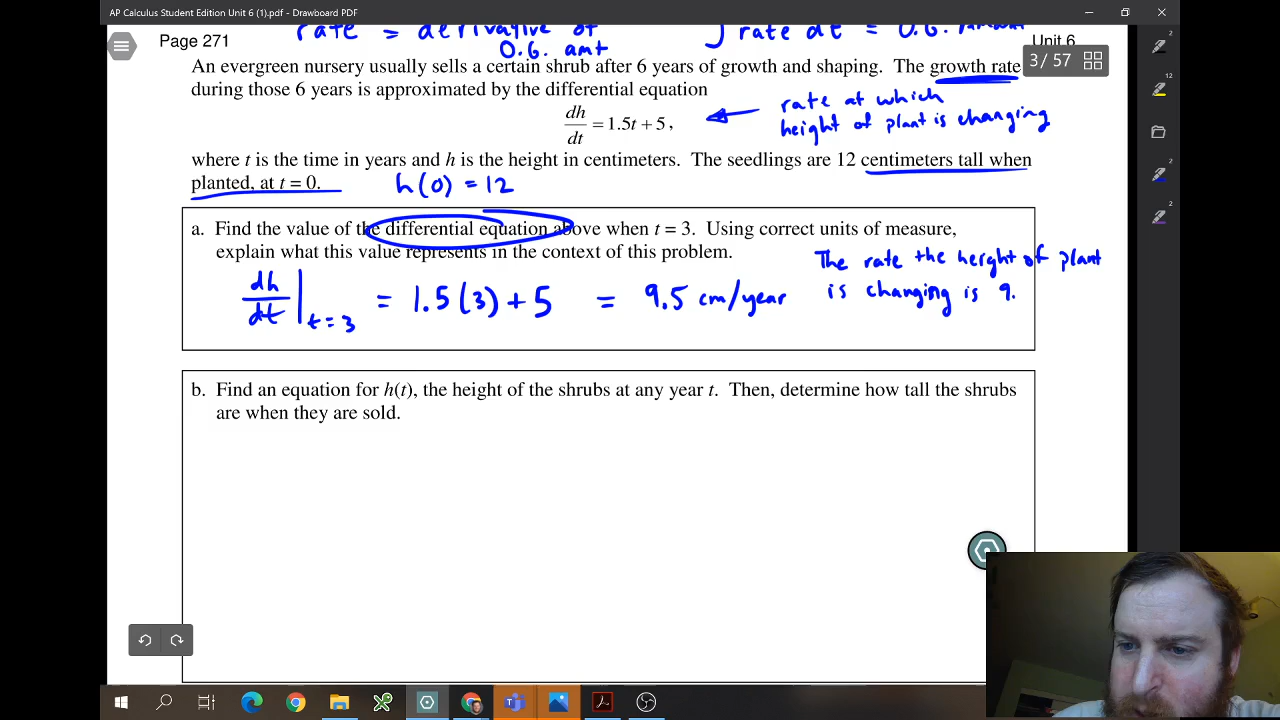 AP Calculus Student Edition Unit 6 (1).pdf - Drawboard PDF
Page 271
rate = derivative of
O.G. amt
∫ rate dt = O.G. Amount
Unit 6
3 / 57
An evergreen nursery usually sells a certain shrub after 6 years of growth and shaping. The growth rate
during those 6 years is approximated by the differential equation
dh/dt = 1.5t + 5,
rate at which
height of plant is changing
where t is the time in years and h is the height in centimeters. The seedlings are 12 centimeters tall when
planted, at t = 0.
h(0) = 12
a. Find the value of the differential equation above when t = 3. Using correct units of measure,
explain what this value represents in the context of this problem.
dh/dt | t = 3 = 1.5(3) + 5 = 9.5 cm/year
The rate the height of plant
is changing is 9.
b. Find an equation for h(t), the height of the shrubs at any year t. Then, determine how tall the shrubs
are when they are sold.
12
2
2
2